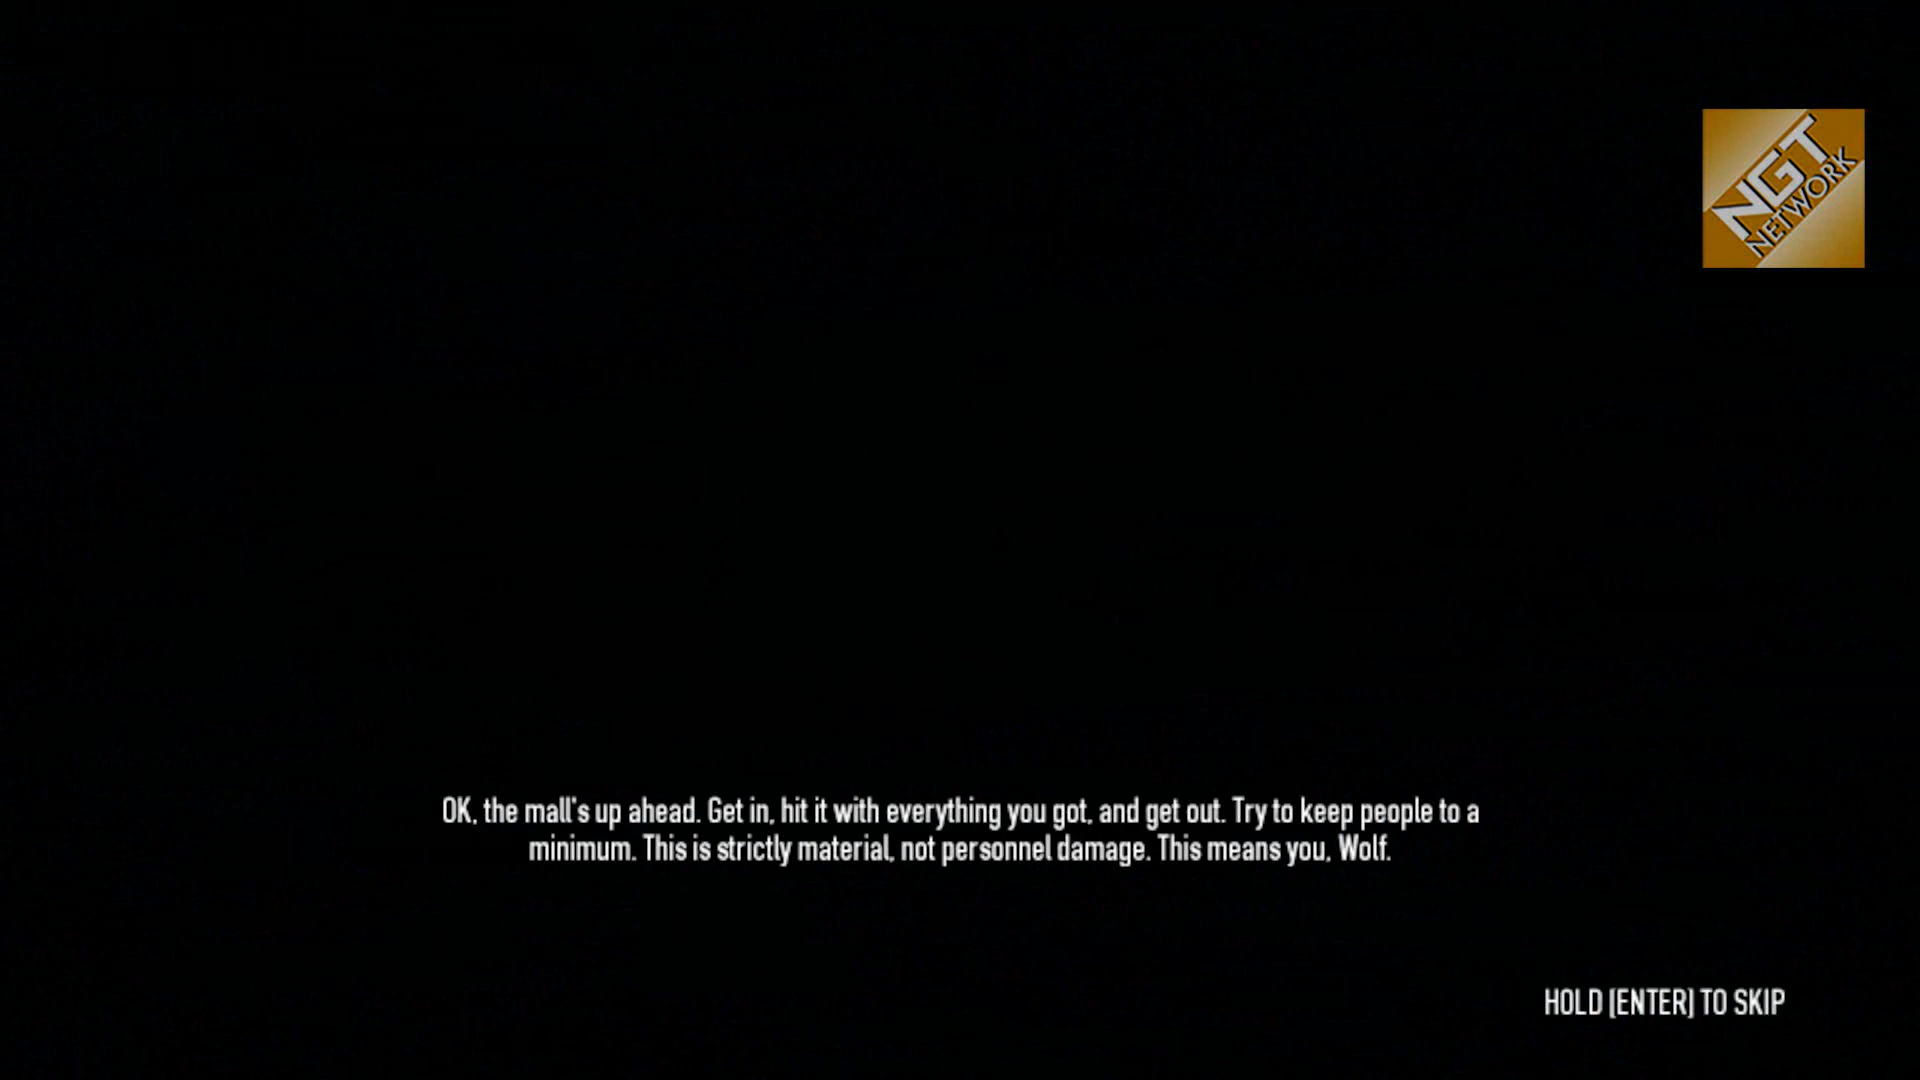 NGT
NETWORK
OK, the mall's up ahead. Get in, hit it with everything you got, and get out. Try to keep people to a
minimum. This is strictly material, not personnel damage. This means you, Wolf.
HOLD [ENTER] TO SKIP